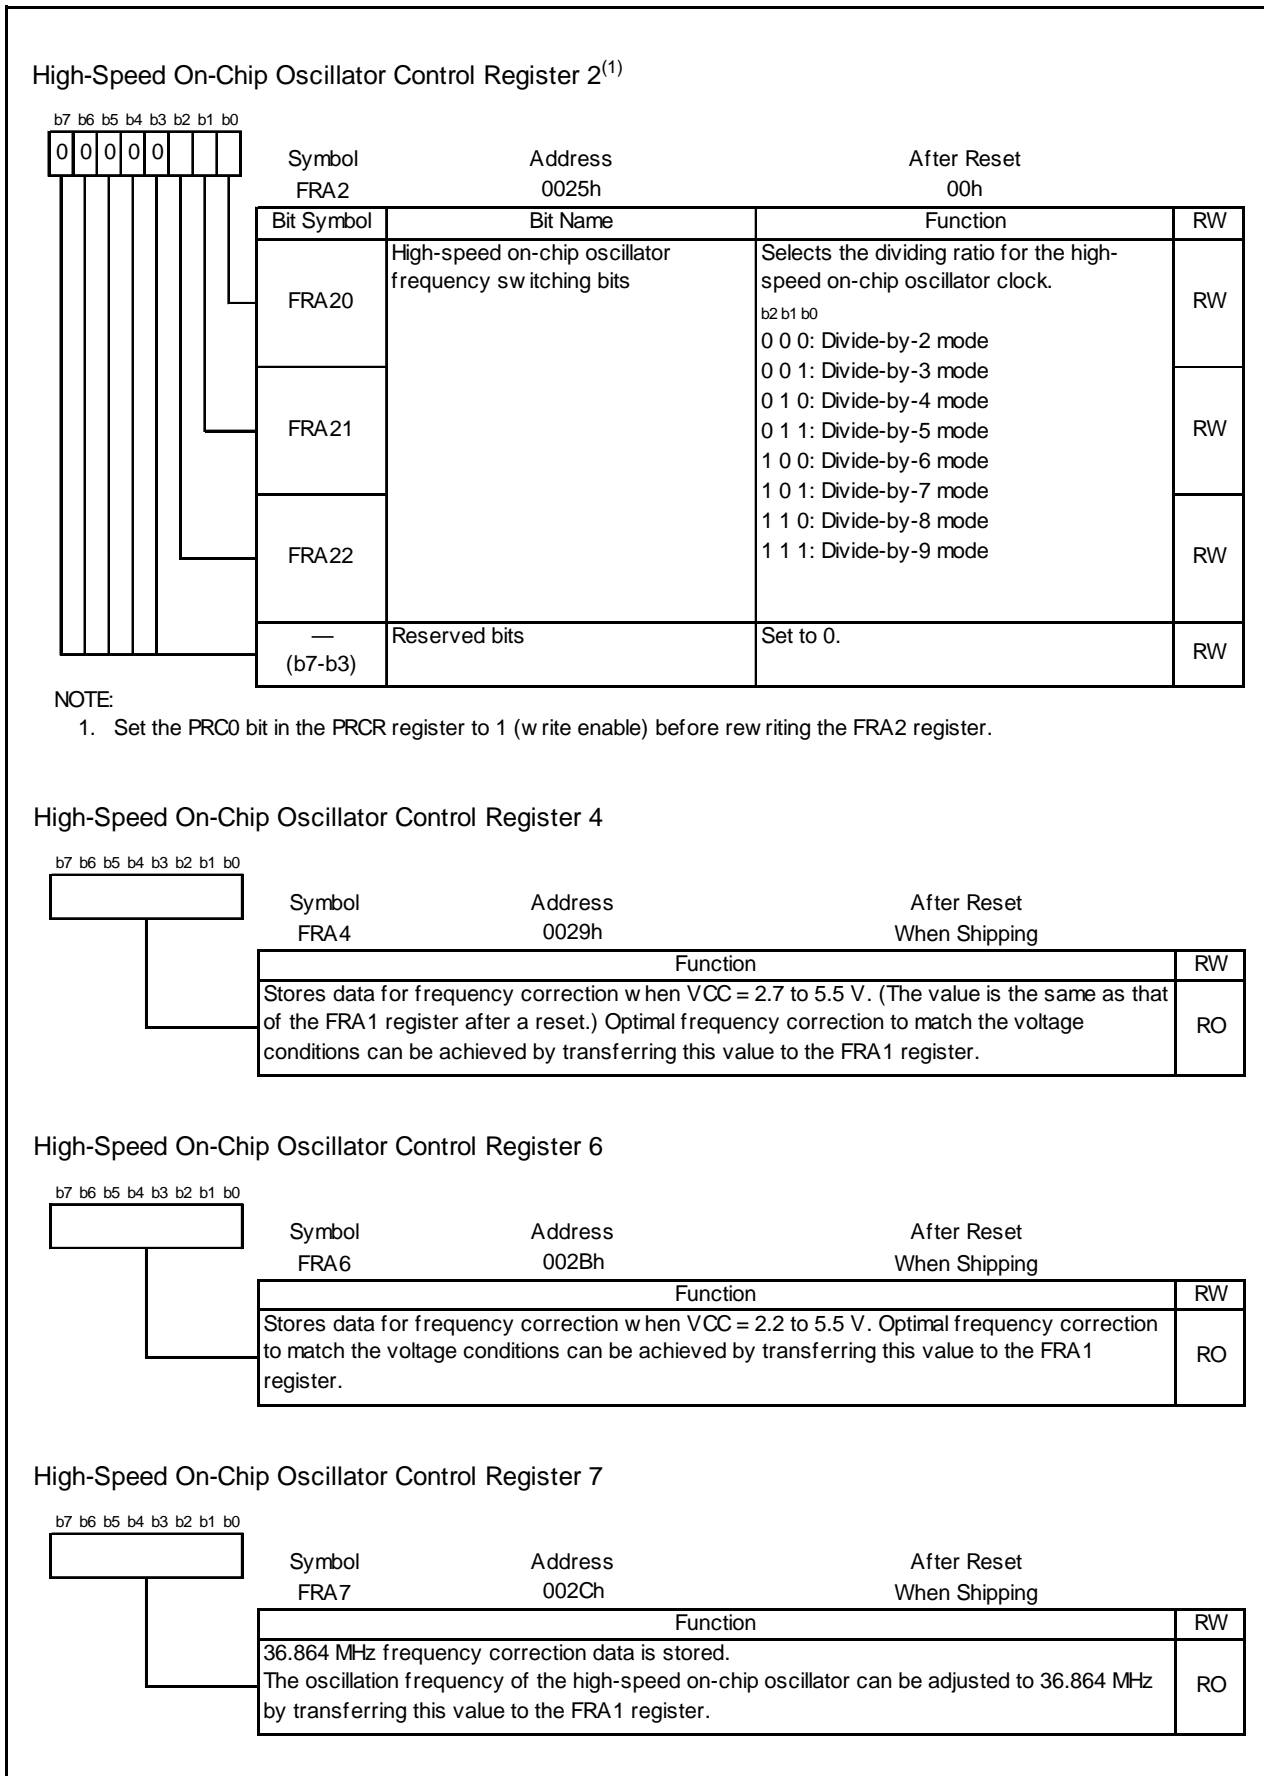 High-Speed On-Chip Oscillator Control Register 2(1)
b7 b6 b5 b4 b3 b2 b1 b0
0 0 0 0 0
Symbol Address After Reset
FRA2 0025h 00h
Bit Symbol Bit Name Function RW
FRA20 High-speed on-chip oscillator frequency switching bits Selects the dividing ratio for the high-speed on-chip oscillator clock. RW
b2 b1 b0
0 0 0: Divide-by-2 mode
0 0 1: Divide-by-3 mode
0 1 0: Divide-by-4 mode
FRA21 0 1 1: Divide-by-5 mode RW
1 0 0: Divide-by-6 mode
1 0 1: Divide-by-7 mode
1 1 0: Divide-by-8 mode
FRA22 1 1 1: Divide-by-9 mode RW
— (b7-b3) Reserved bits Set to 0. RW
NOTE:
1. Set the PRC0 bit in the PRCR register to 1 (write enable) before rewriting the FRA2 register.
High-Speed On-Chip Oscillator Control Register 4
b7 b6 b5 b4 b3 b2 b1 b0
Symbol Address After Reset
FRA4 0029h When Shipping
Function RW
Stores data for frequency correction when VCC = 2.7 to 5.5 V. (The value is the same as that
of the FRA1 register after a reset.) Optimal frequency correction to match the voltage RO
conditions can be achieved by transferring this value to the FRA1 register.
High-Speed On-Chip Oscillator Control Register 6
b7 b6 b5 b4 b3 b2 b1 b0
Symbol Address After Reset
FRA6 002Bh When Shipping
Function RW
Stores data for frequency correction when VCC = 2.2 to 5.5 V. Optimal frequency correction
to match the voltage conditions can be achieved by transferring this value to the FRA1 RO
register.
High-Speed On-Chip Oscillator Control Register 7
b7 b6 b5 b4 b3 b2 b1 b0
Symbol Address After Reset
FRA7 002Ch When Shipping
Function RW
36.864 MHz frequency correction data is stored.
The oscillation frequency of the high-speed on-chip oscillator can be adjusted to 36.864 MHz RO
by transferring this value to the FRA1 register.